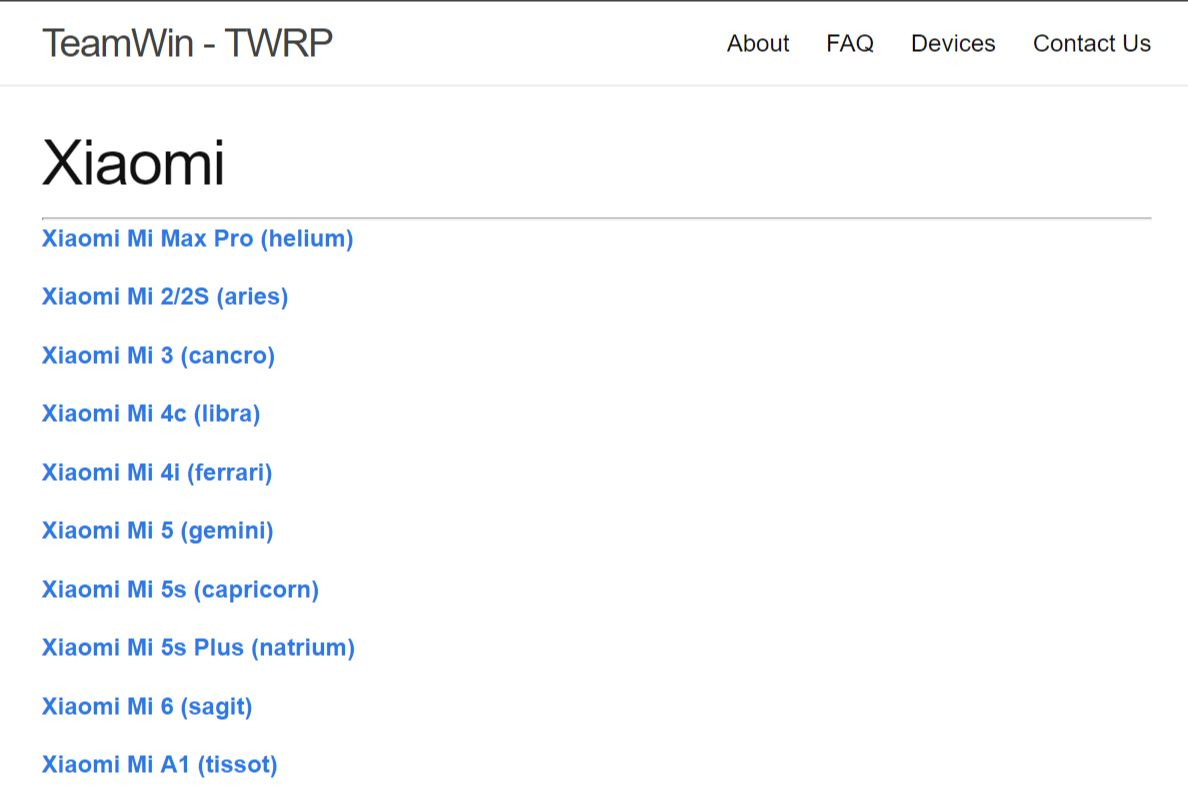 TeamWin - TWRP About FAQ Devices Contact Us
Xiaomi
Xiaomi Mi Max Pro (helium)
Xiaomi Mi 2/2S (aries)
Xiaomi Mi 3 (cancro)
Xiaomi Mi 4c (libra)
Xiaomi Mi 4i (ferrari)
Xiaomi Mi 5 (gemini)
Xiaomi Mi 5s (capricorn)
Xiaomi Mi 5s Plus (natrium)
Xiaomi Mi 6 (sagit)
Xiaomi Mi A1 (tissot)